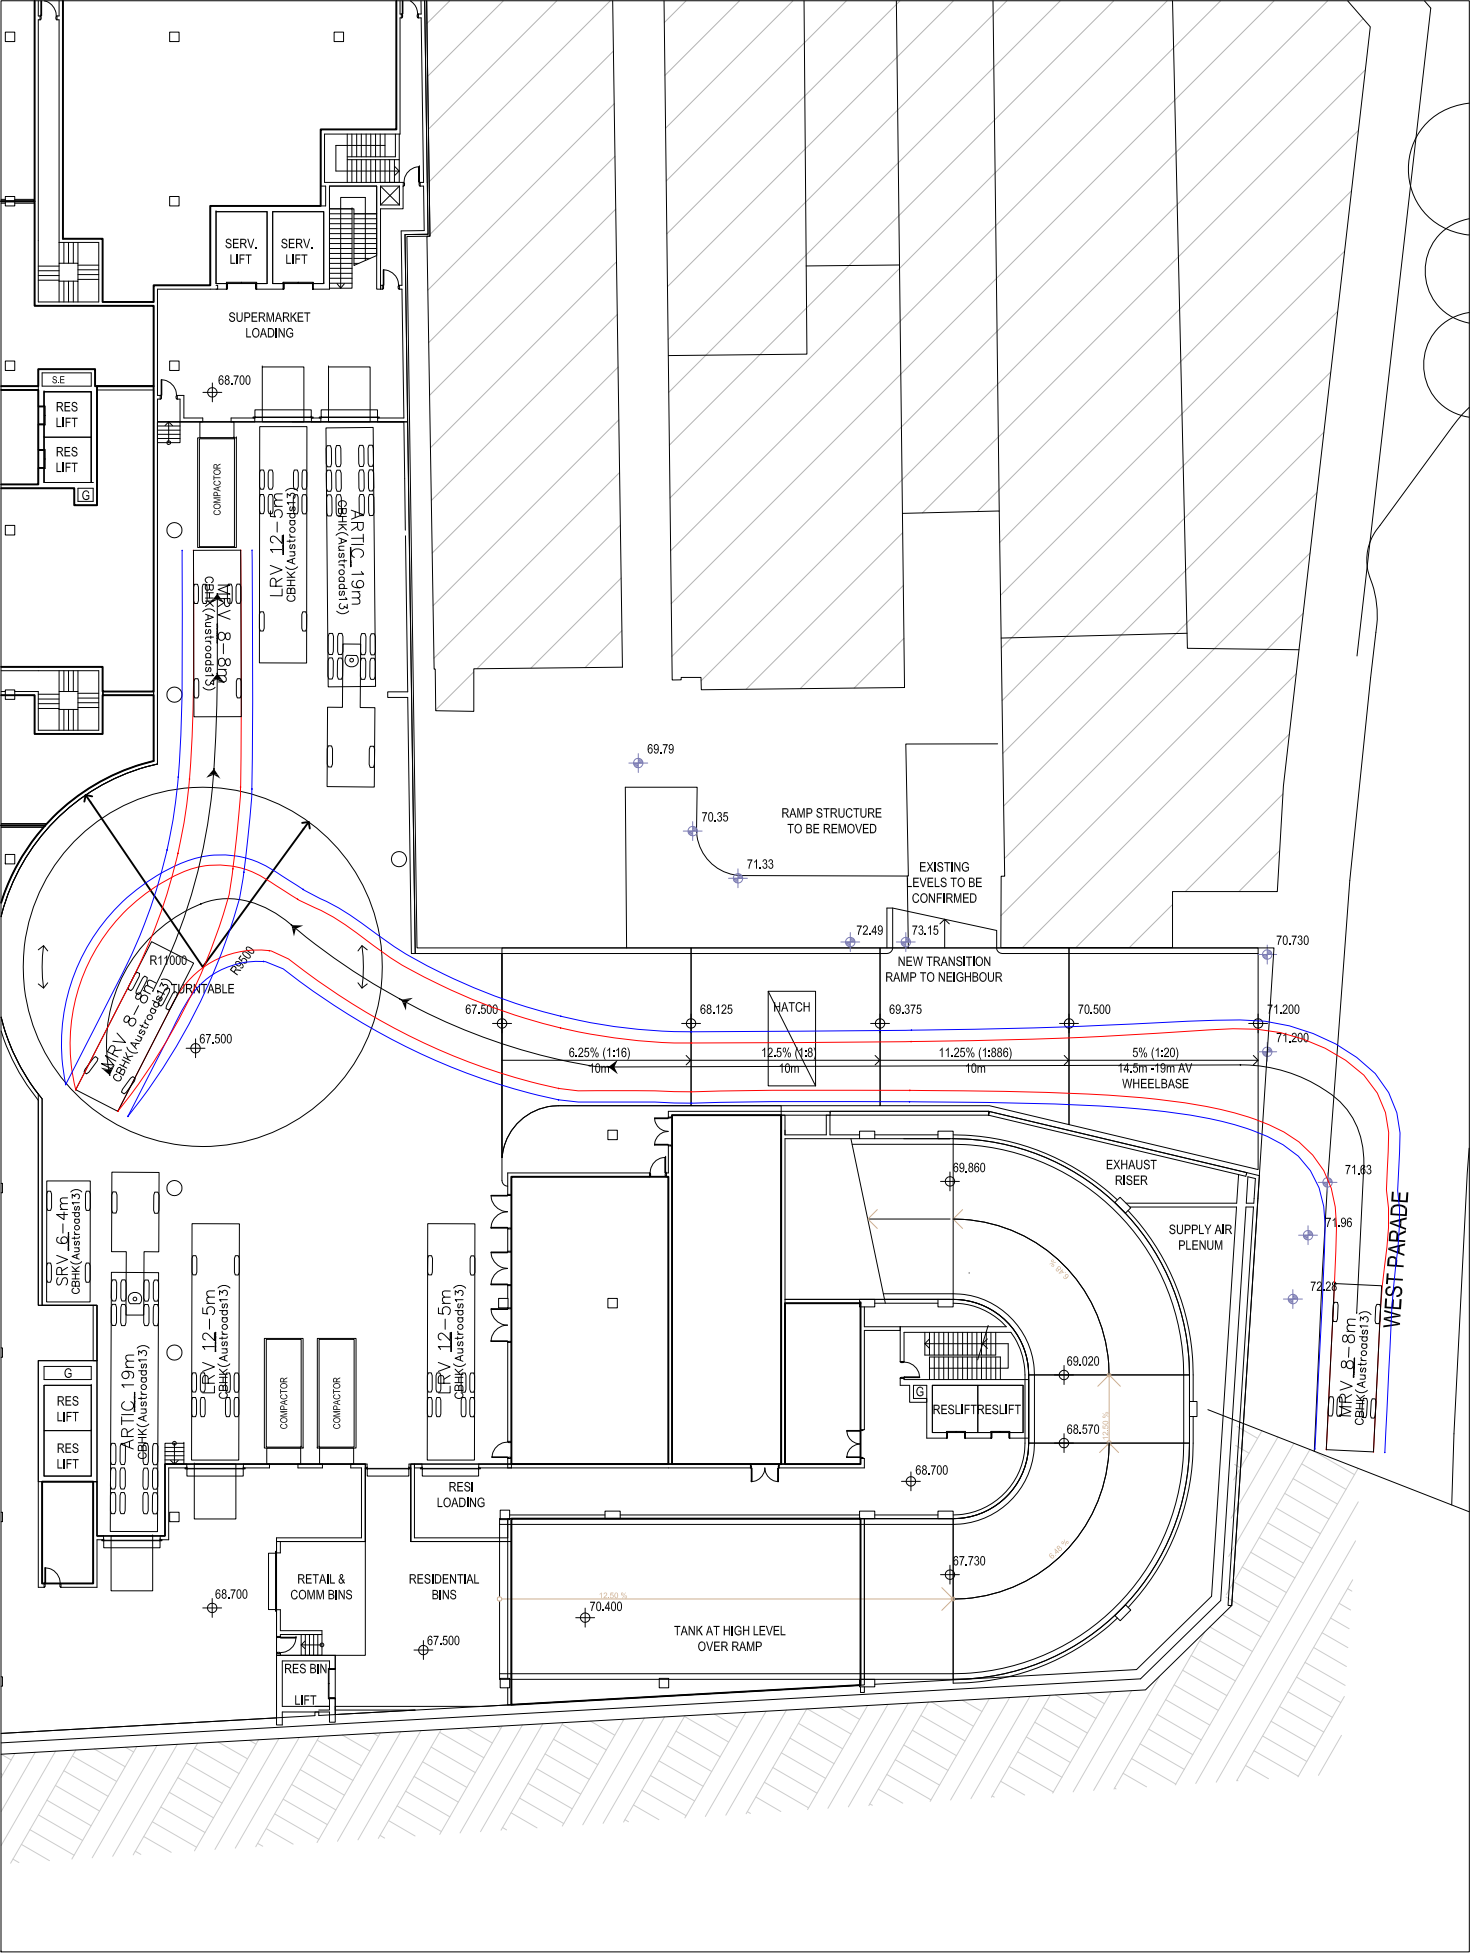 SERV.
LIFT
SERV.
LIFT
SUPERMARKET
LOADING
68.700
S.E
RES
LIFT
RES
LIFT
G
COMPACTOR
LRV 12-5m
CBHK(Austroads13)
ARTIC 19m
CBHK(Austroads13)
MRV 8-8m
CBHK(Austroads13)
69.79
70.35
71.33
RAMP STRUCTURE
TO BE REMOVED
EXISTING
LEVELS TO BE
CONFIRMED
72.49
73.15
NEW TRANSITION
RAMP TO NEIGHBOUR
70.730
R11000
R9500
TURNTABLE
MRV 8-8m
CBHK(Austroads13)
67.500
67.500
68.125
HATCH
69.375
70.500
71.200
71.200
6.25% (1:16)
10m
12.5% (1:8)
10m
11.25% (1:886)
10m
5% (1:20)
14.5m -19m AV
WHEELBASE
EXHAUST
RISER
71.63
69.860
SUPPLY AIR
PLENUM
71.96
72.28
WEST PARADE
MRV 8-8m
CBHK(Austroads13)
SRV 6-4m
CBHK(Austroads13)
ARTIC 19m
CBHK(Austroads13)
LRV 12-5m
CBHK(Austroads13)
LRV 12-5m
CBHK(Austroads13)
COMPACTOR
COMPACTOR
G
RES
LIFT
RES
LIFT
6.46 %
69.020
G
RESLIFT
RESLIFT
12.50 %
68.570
68.700
RESI
LOADING
6.46 %
67.730
RETAIL &
COMM BINS
RESIDENTIAL
BINS
12.50 %
68.700
70.400
67.500
TANK AT HIGH LEVEL
OVER RAMP
RES BIN
LIFT